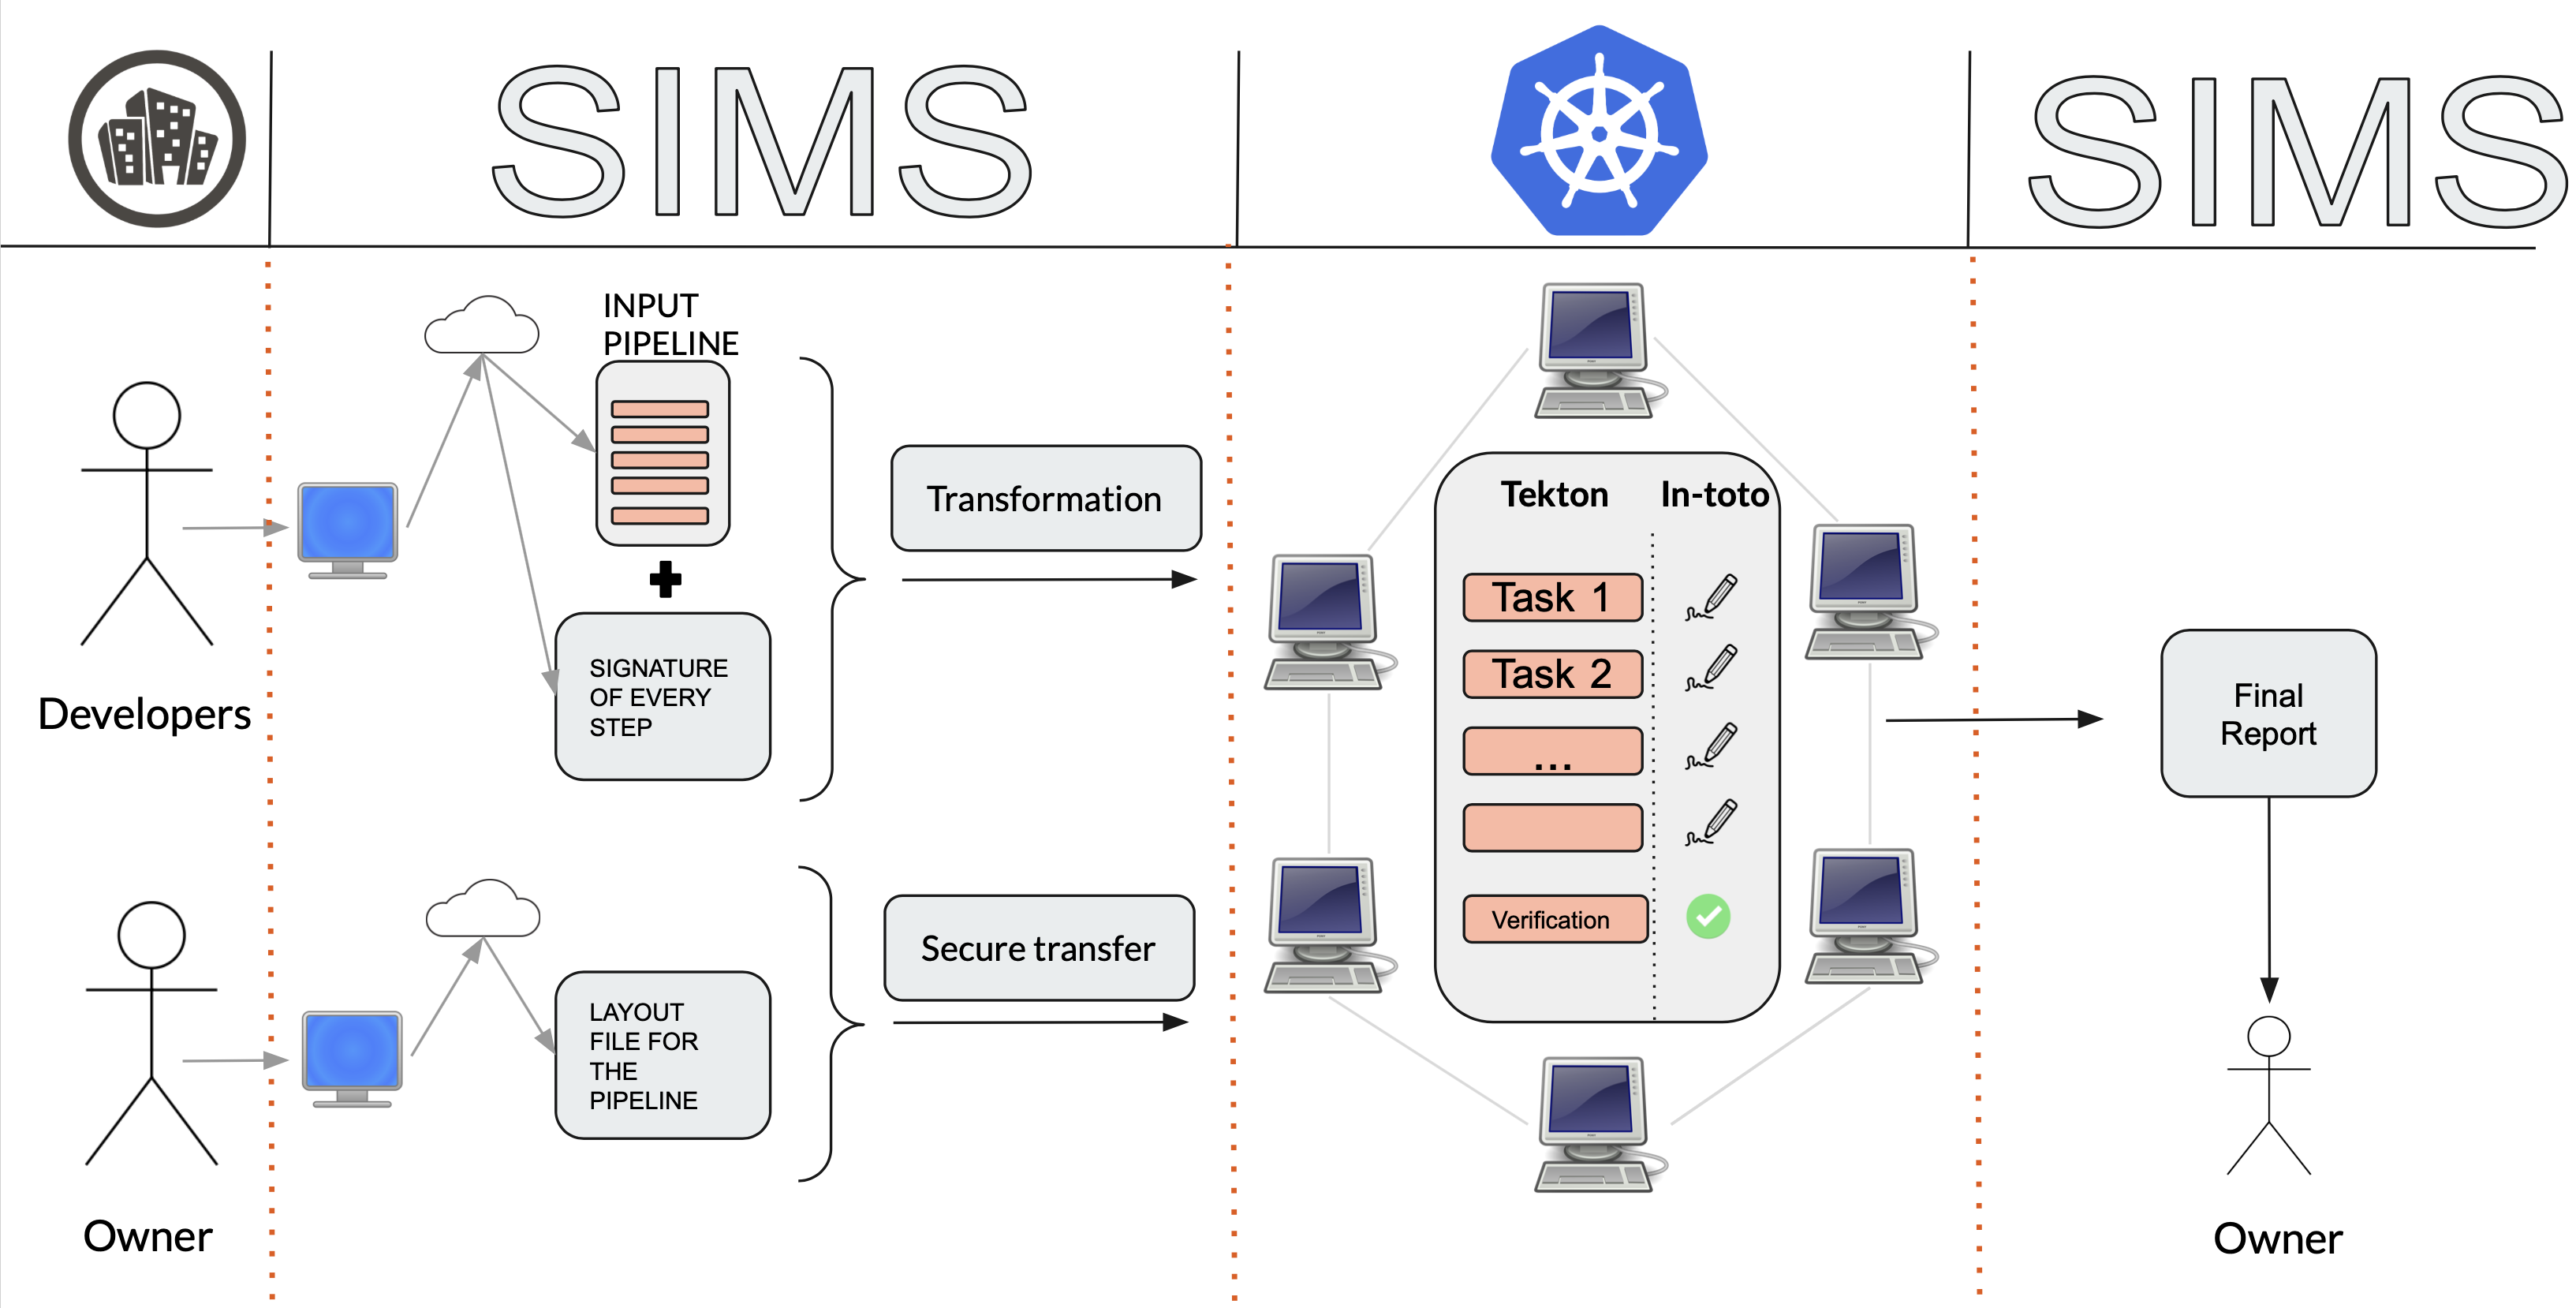 SIMS
SIMS
INPUT
PIPELINE
Transformation
SIGNATURE
OF EVERY
STEP
Developers
Secure transfer
LAYOUT
FILE FOR
THE
PIPELINE
Owner
Tekton In-toto
Task 1
Task 2
...
Verification
Final
Report
Owner